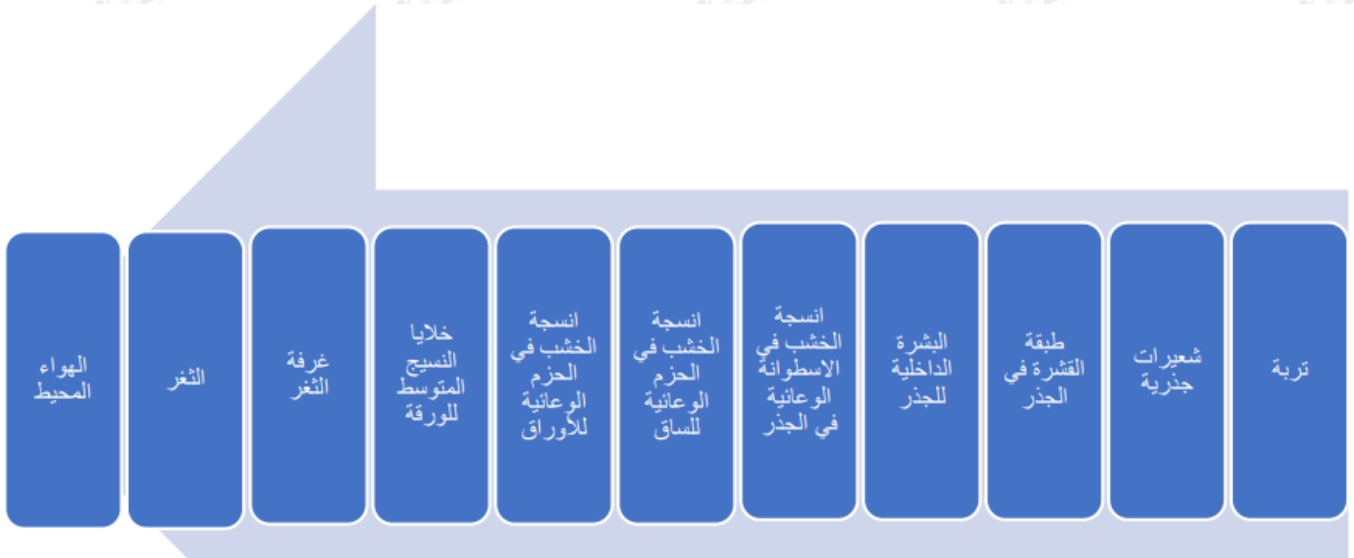 تربة
شعيرات
جذرية
طبقة
القشرة في
الجذر
البشرة
الداخلية
للجذر
انسجة
الخشب في
الاسطوانة
الوعائية
في الجذر
انسجة
الخشب في
الحزم
الوعائية
للساق
انسجة
الخشب في
الحزم
الوعائية
للأوراق
خلايا
النسيج
المتوسط
للورقة
غرفة
الثغر
الثغر
الهواء
المحيط